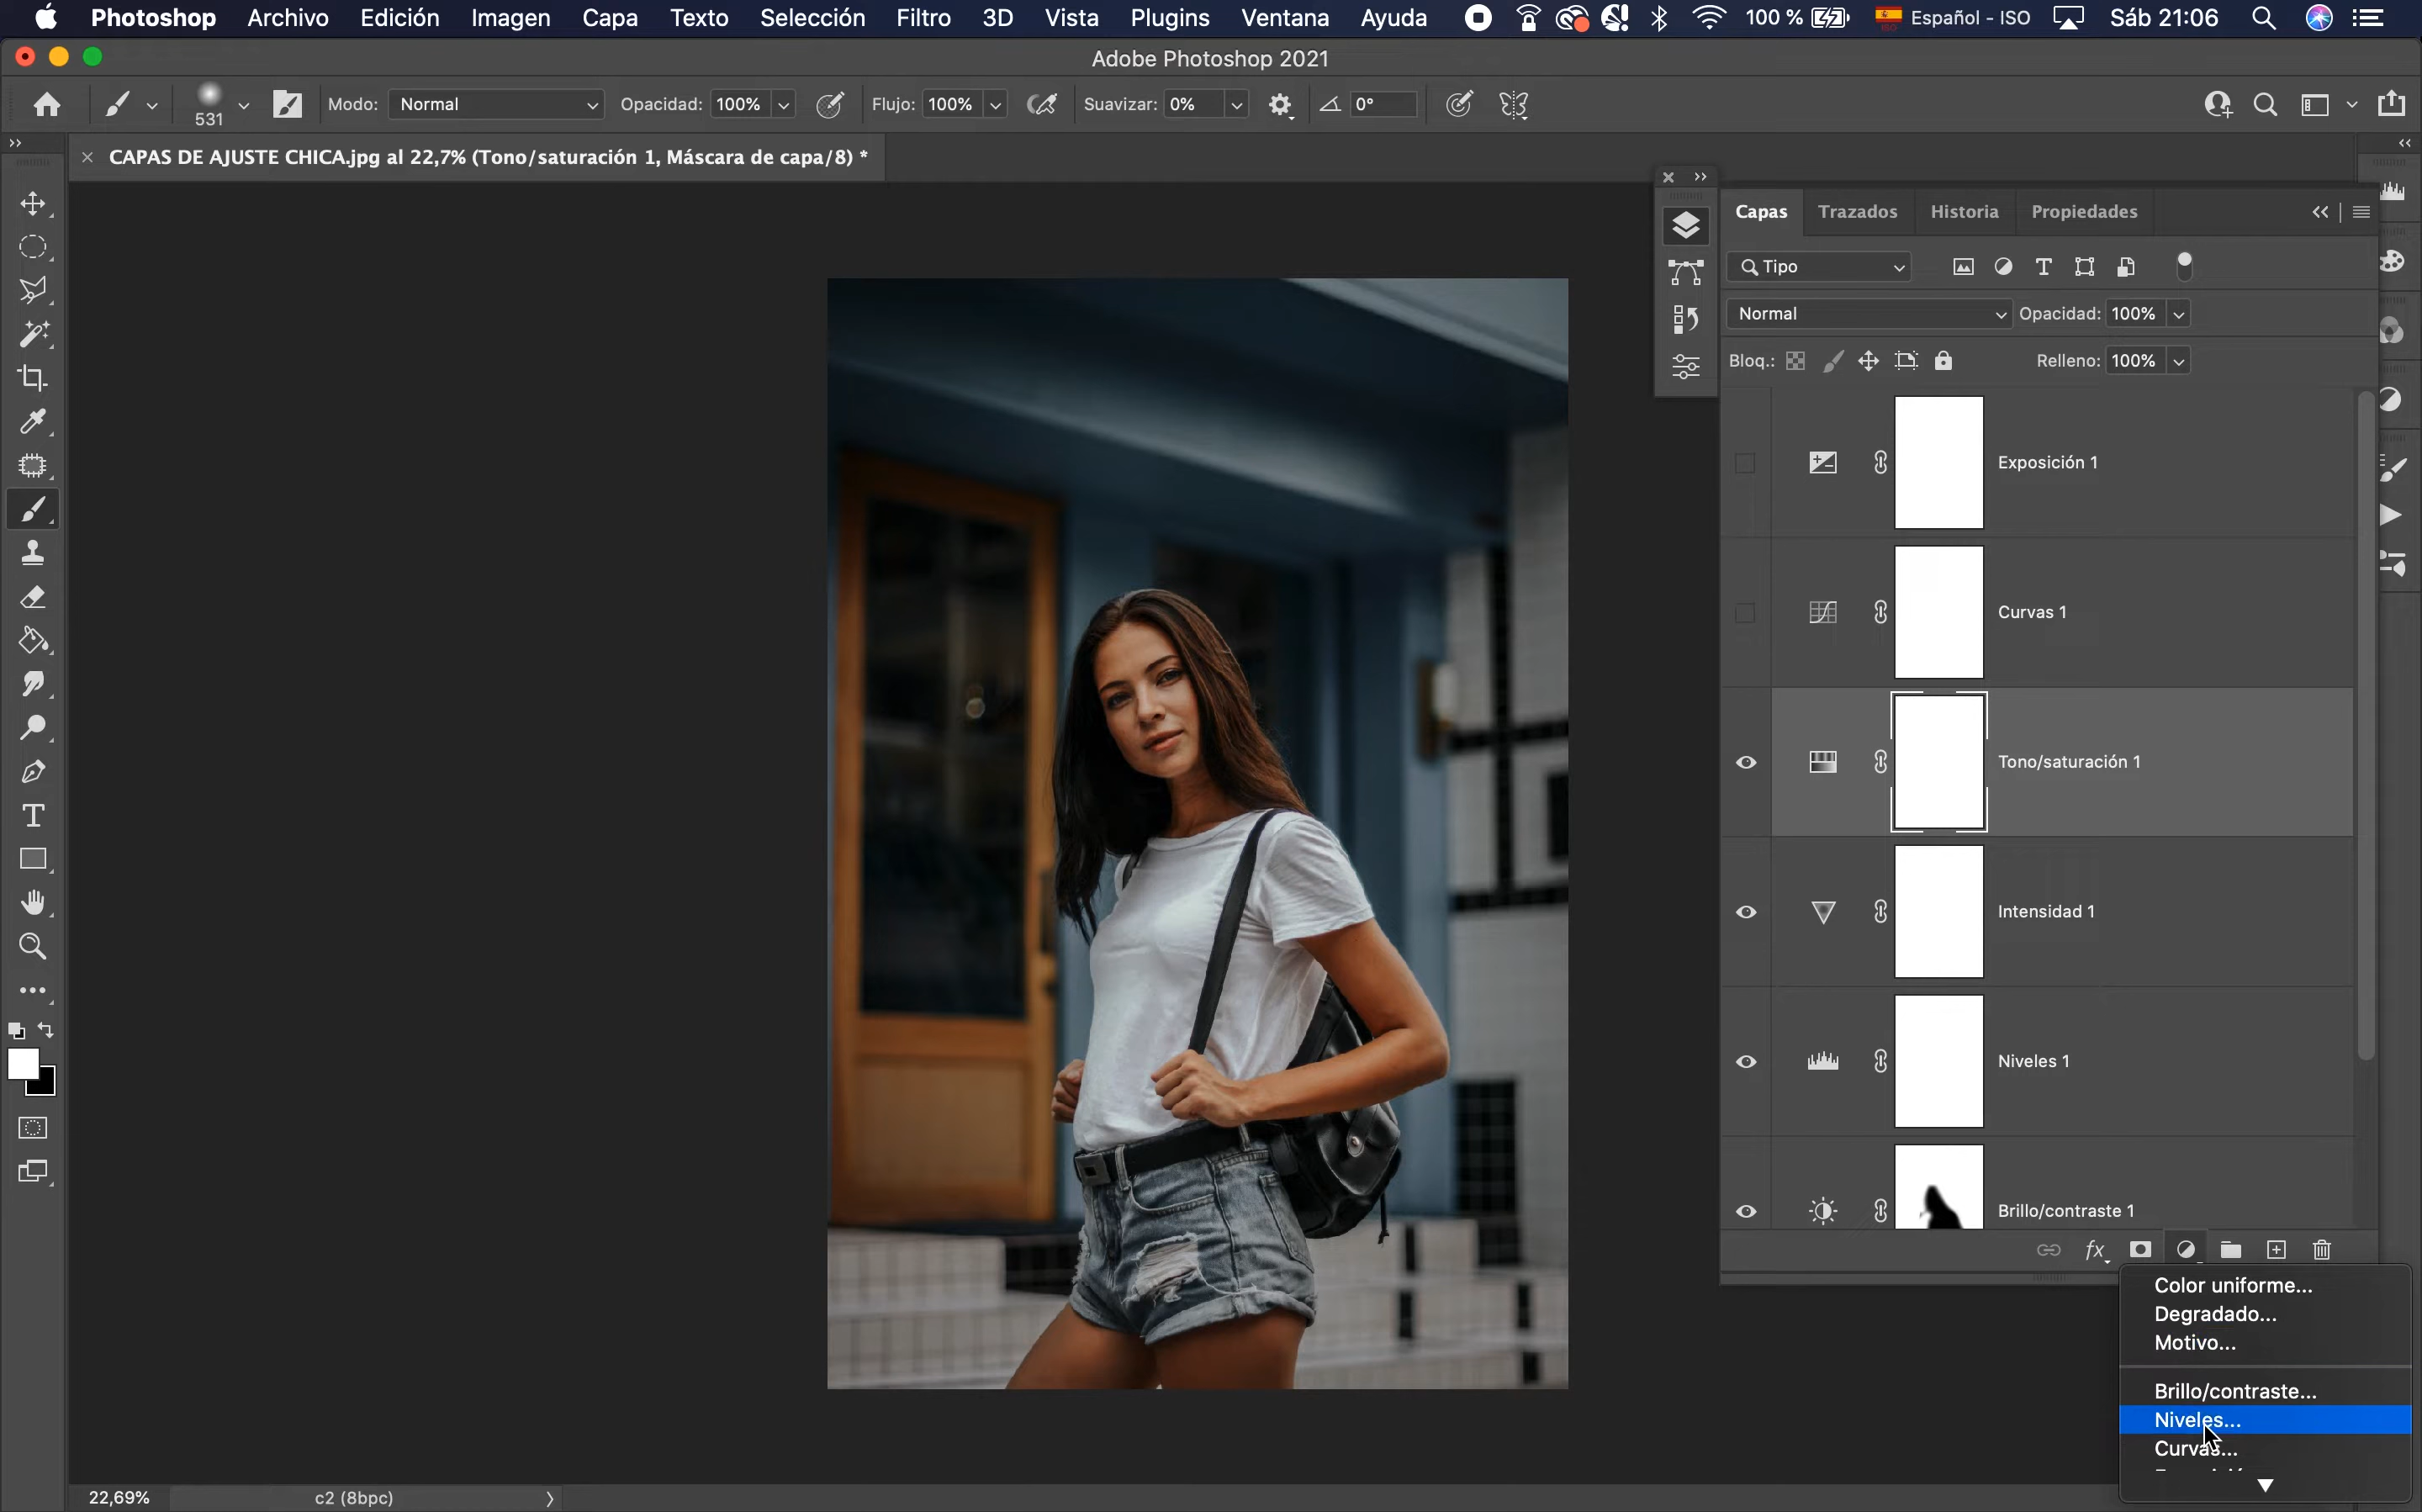 Photoshop Archivo Edición Imagen Capa Texto Selección Filtro 3D Vista Plugins Ventana Ayuda 100 % Español - ISO Sáb 21:06
Adobe Photoshop 2021
531 Modo: Normal Opacidad: 100% Flujo: 100% Suavizar: 0% 0°
CAPAS DE AJUSTE CHICA.jpg al 22,7% (Tono/saturación 1, Máscara de capa/8) *
Capas Trazados Historia Propiedades
Tipo
Normal Opacidad: 100%
Bloq.: Relleno: 100%
Exposición 1
Curvas 1
Tono/saturación 1
Intensidad 1
Niveles 1
Brillo/contraste 1
fx
Color uniforme...
Degradado...
Motivo...
Brillo/contraste...
Niveles...
Curvas...
22,69% c2 (8bpc)